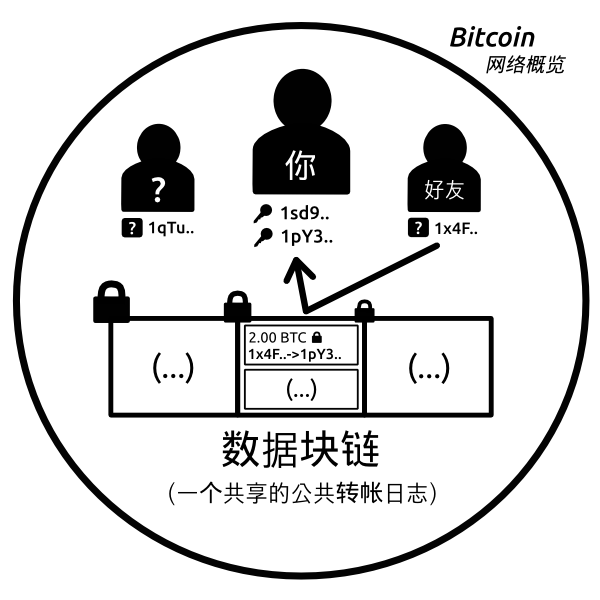 Bitcoin
网络概览
你
?
好友
1sd9..
? 1qTu..
? 1x4F..
1pY3..
2.00 BTC
1x4F..->1pY3..
(...)
(...)
(...)
数据块链
(一个共享的公共转帐日志)